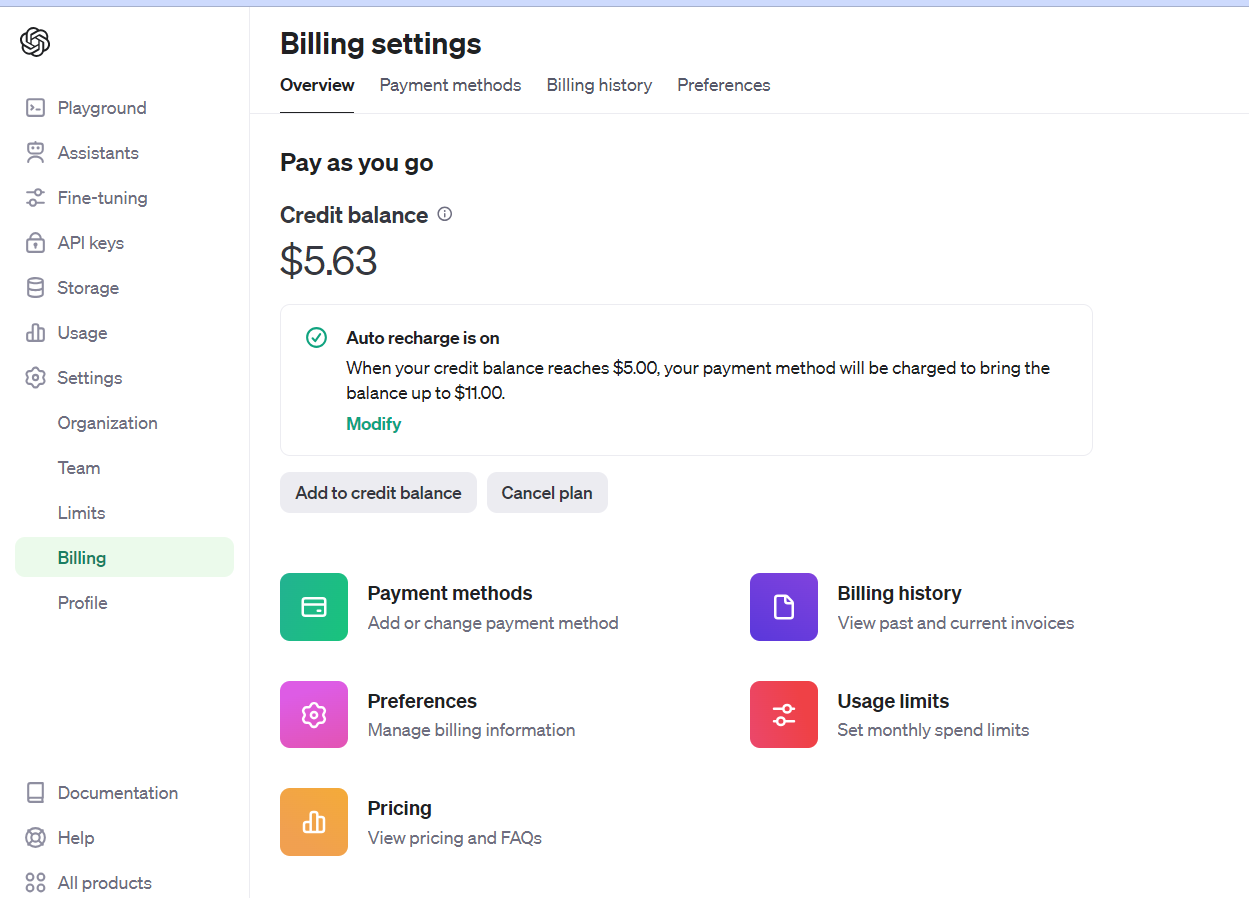 Playground
Assistants
Fine-tuning
API keys
Storage
Usage
Settings
Organization
Team
Limits
Billing
Profile
Documentation
Help
All products
Billing settings
Overview Payment methods Billing history Preferences
Pay as you go
Credit balance
$5.63
Auto recharge is on
When your credit balance reaches $5.00, your payment method will be charged to bring the
balance up to $11.00.
Modify
Add to credit balance Cancel plan
Payment methods
Add or change payment method
Billing history
View past and current invoices
Preferences
Manage billing information
Usage limits
Set monthly spend limits
Pricing
View pricing and FAQs